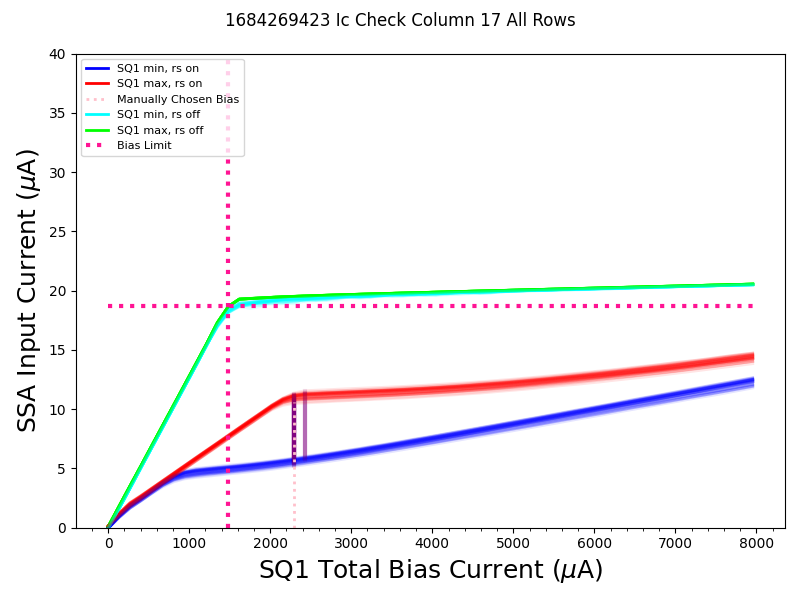 1684269423 Ic Check Column 17 All Rows
SQ1 min, rs on
SQ1 max, rs on
Manually Chosen Bias
SQ1 min, rs off
SQ1 max, rs off
Bias Limit
40
35
30
25
20
15
10
5
0
SSA Input Current (μA)
0 1000 2000 3000 4000 5000 6000 7000 8000
SQ1 Total Bias Current (μA)